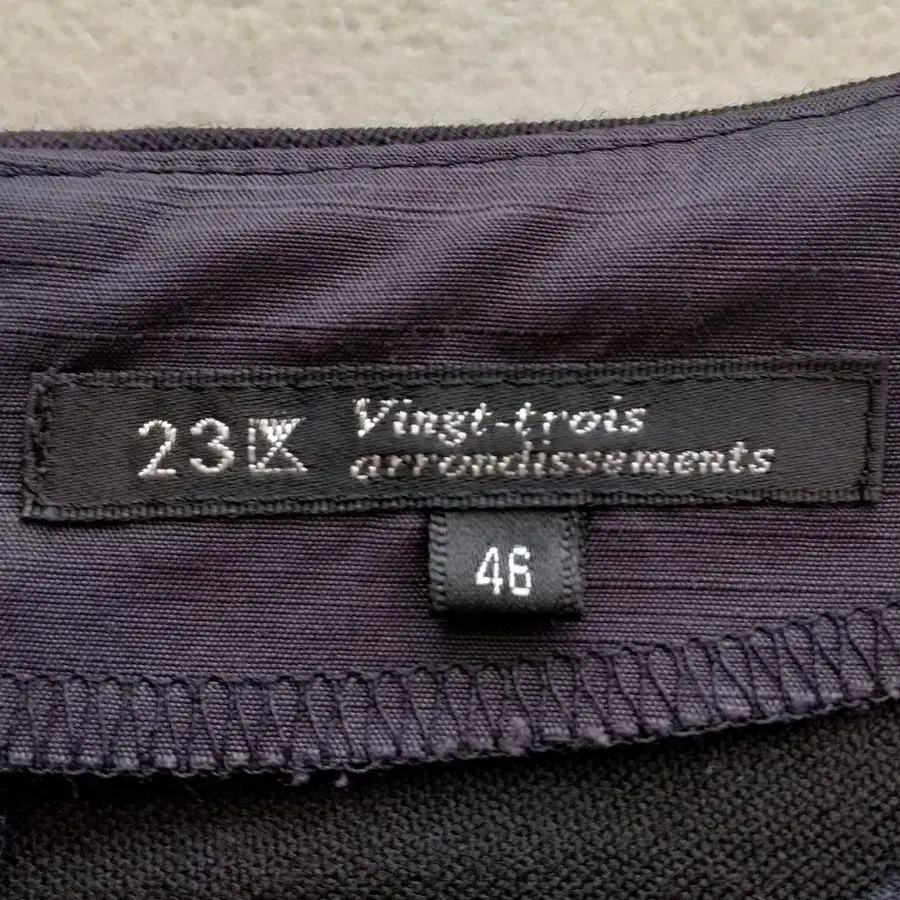 23区 Vingt-trois
arrondissements
46